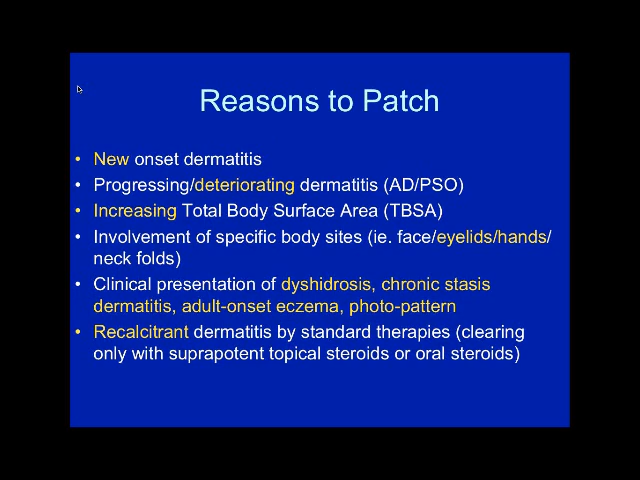 Reasons to Patch
• New onset dermatitis
• Progressing/deteriorating dermatitis (AD/PSO)
• Increasing Total Body Surface Area (TBSA)
• Involvement of specific body sites (ie. face/eyelids/hands/
neck folds)
• Clinical presentation of dyshidrosis, chronic stasis
dermatitis, adult-onset eczema, photo-pattern
• Recalcitrant dermatitis by standard therapies (clearing
only with suprapotent topical steroids or oral steroids)